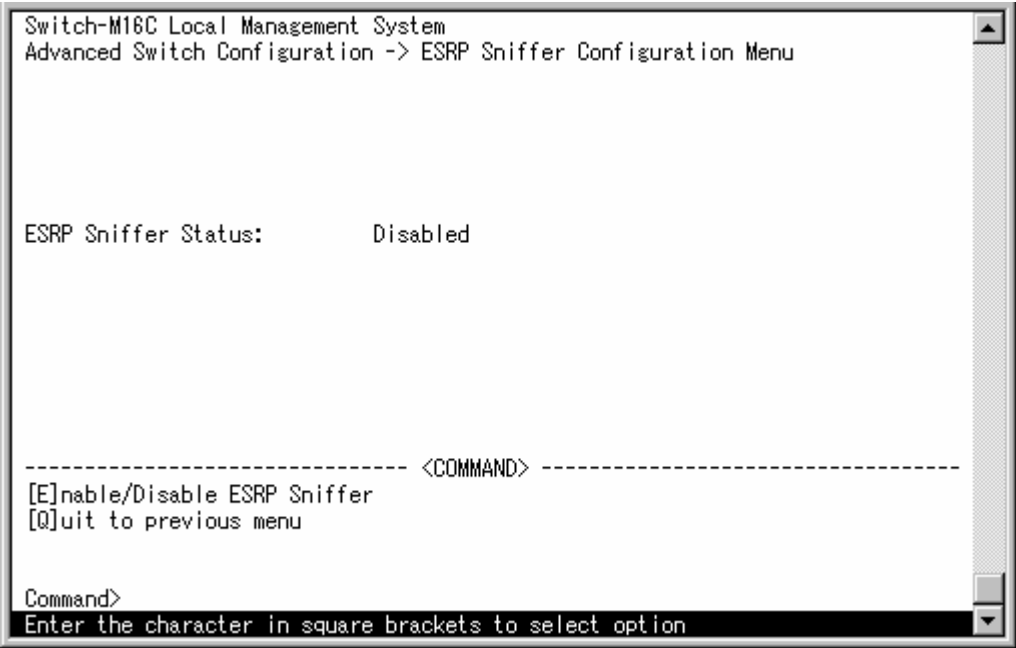 Switch-M16C Local Management System
Advanced Switch Configuration -> ESRP Sniffer Configuration Menu
ESRP Sniffer Status: Disabled
-------------------------------- <COMMAND> -----------------------------------
[E]nable/Disable ESRP Sniffer
[Q]uit to previous menu
Command>
Enter the character in square brackets to select option